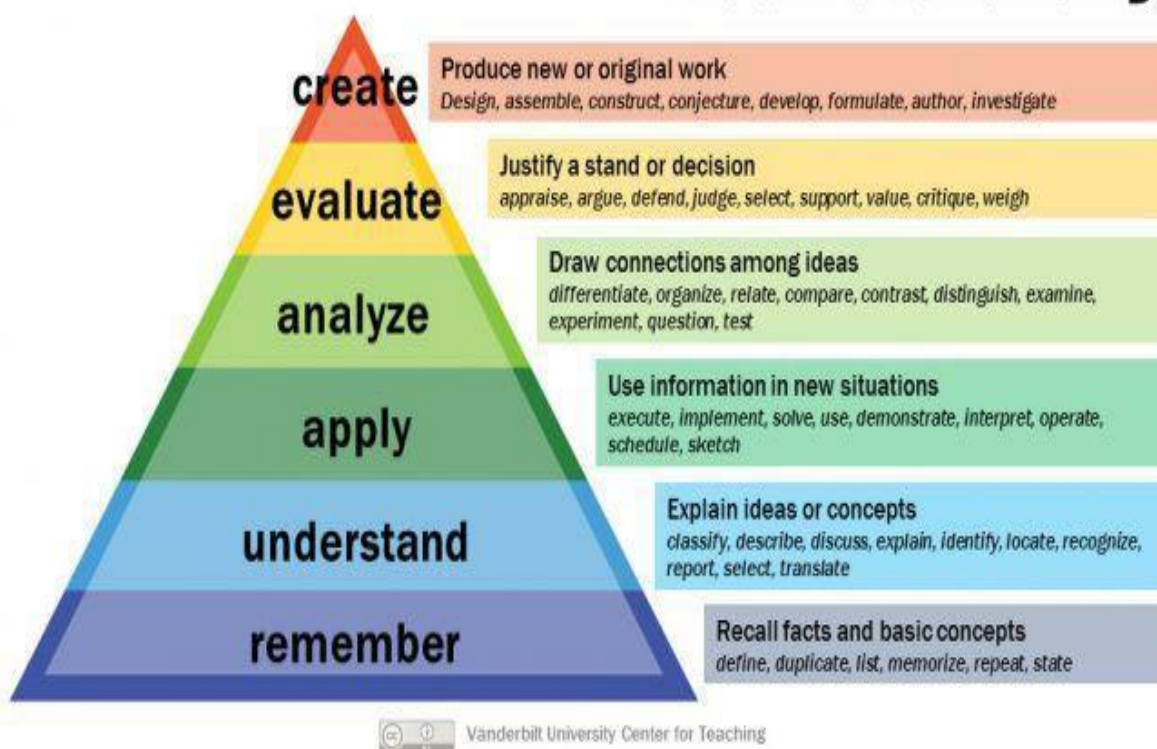 create
Produce new or original work
Design, assemble, construct, conjecture, develop, formulate, author, investigate
evaluate
Justify a stand or decision
appraise, argue, defend, judge, select, support, value, critique, weigh
analyze
Draw connections among ideas
differentiate, organize, relate, compare, contrast, distinguish, examine,
experiment, question, test
apply
Use information in new situations
execute, implement, solve, use, demonstrate, interpret, operate,
schedule, sketch
understand
Explain ideas or concepts
classify, describe, discuss, explain, identify, locate, recognize,
report, select, translate
remember
Recall facts and basic concepts
define, duplicate, list, memorize, repeat, state
cc
Vanderbilt University Center for Teaching